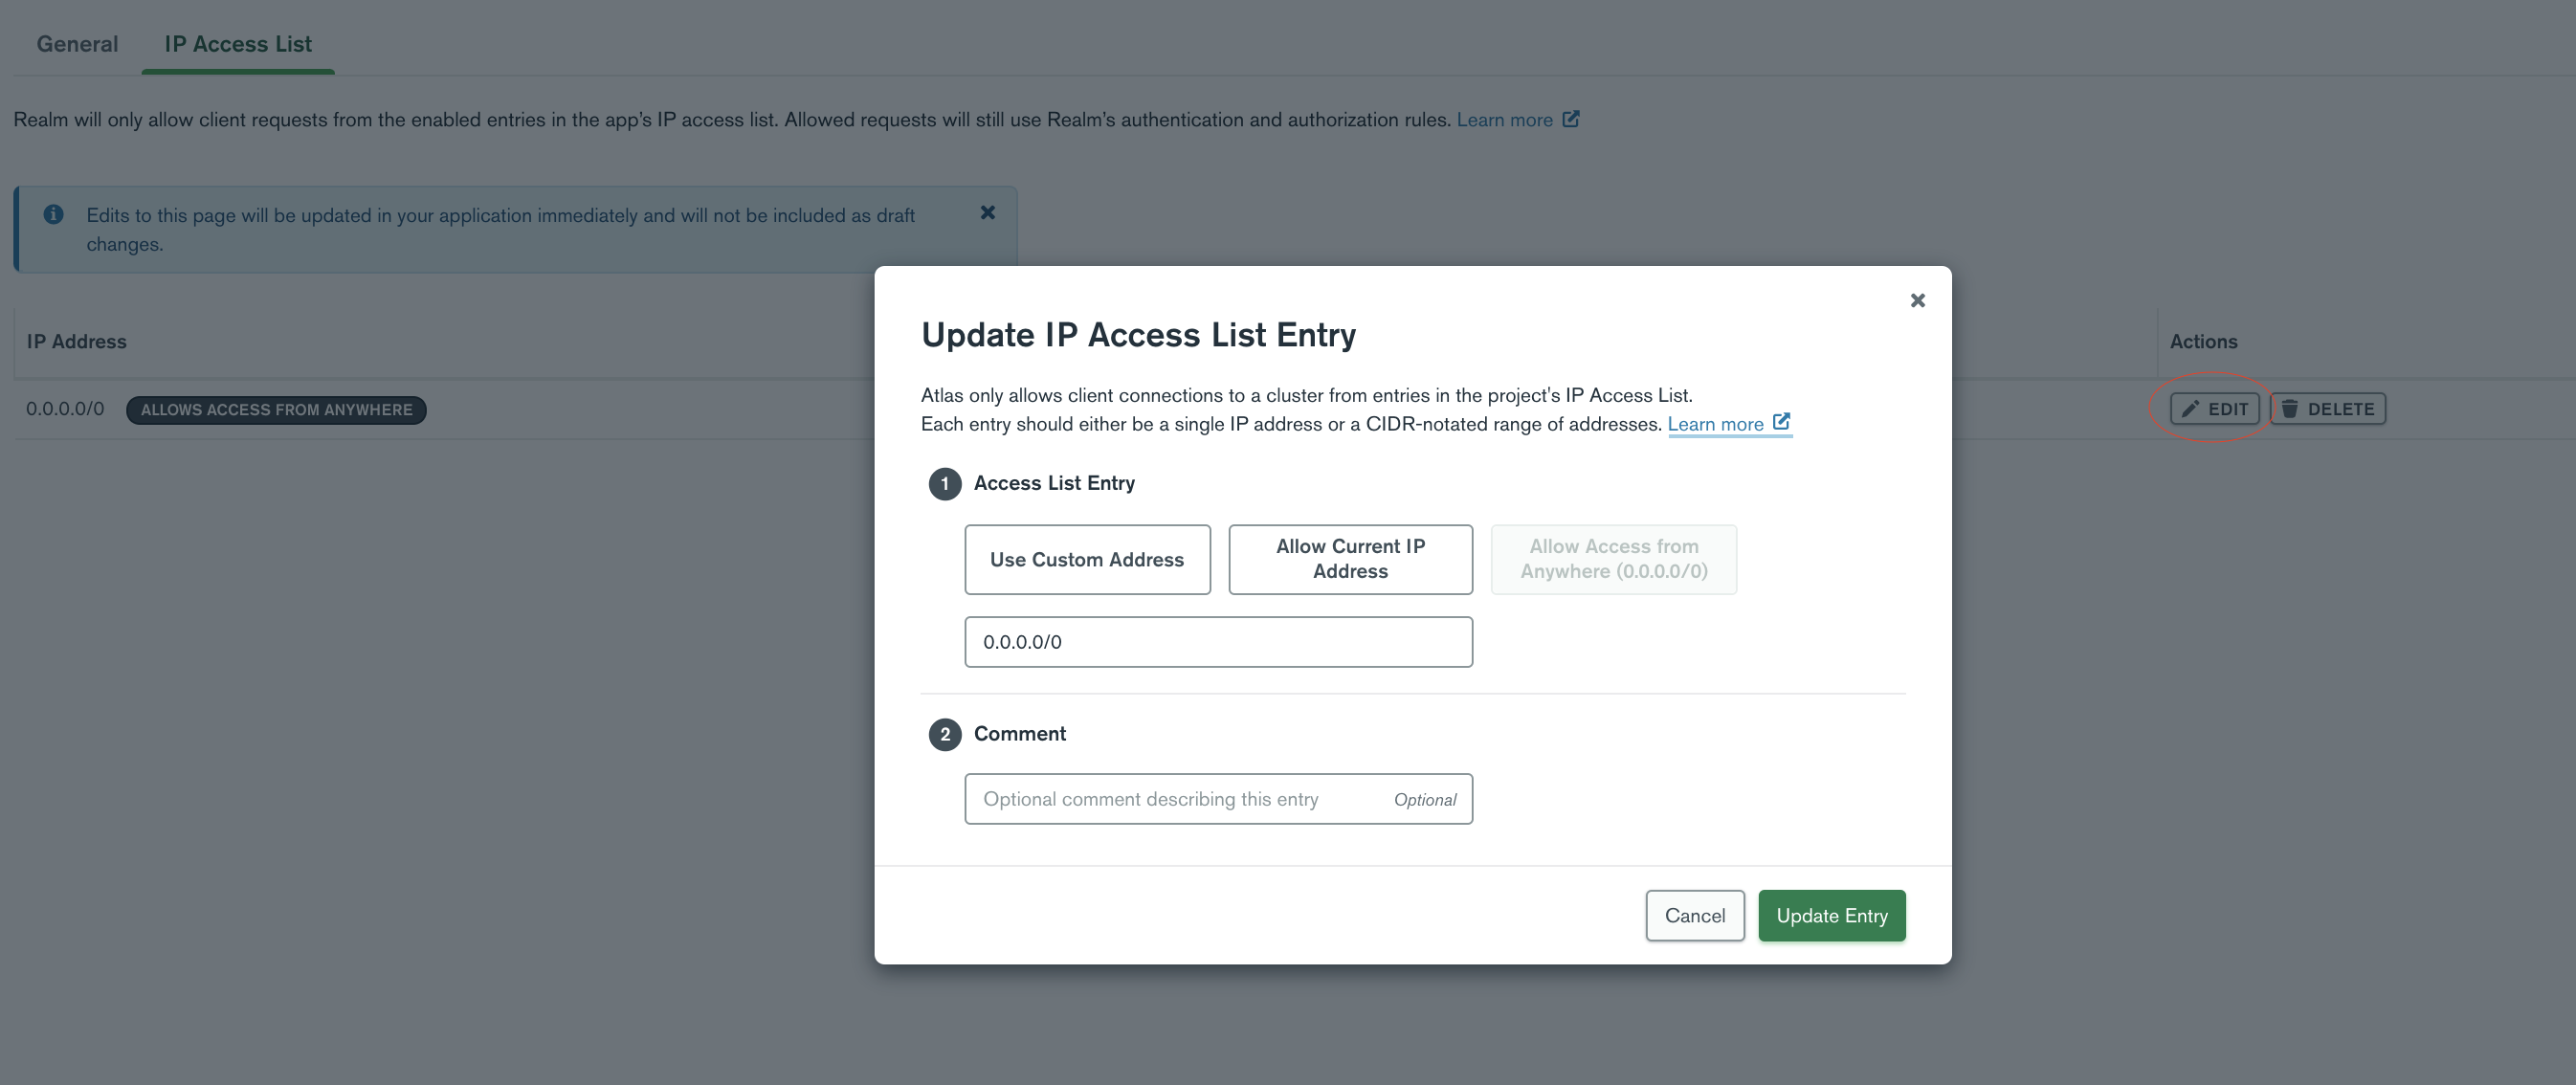 General
IP Access List
Realm will only allow client requests from the enabled entries in the app’s IP access list. Allowed requests will still use Realm’s authentication and authorization rules. Learn more
Edits to this page will be updated in your application immediately and will not be included as draft
changes.
IP Address
Actions
0.0.0.0/0
ALLOWS ACCESS FROM ANYWHERE
EDIT
DELETE
Update IP Access List Entry
Atlas only allows client connections to a cluster from entries in the project's IP Access List.
Each entry should either be a single IP address or a CIDR-notated range of addresses. Learn more
1 Access List Entry
Use Custom Address
Allow Current IP
Address
Allow Access from
Anywhere (0.0.0.0/0)
0.0.0.0/0
2 Comment
Optional comment describing this entry
Optional
Cancel
Update Entry